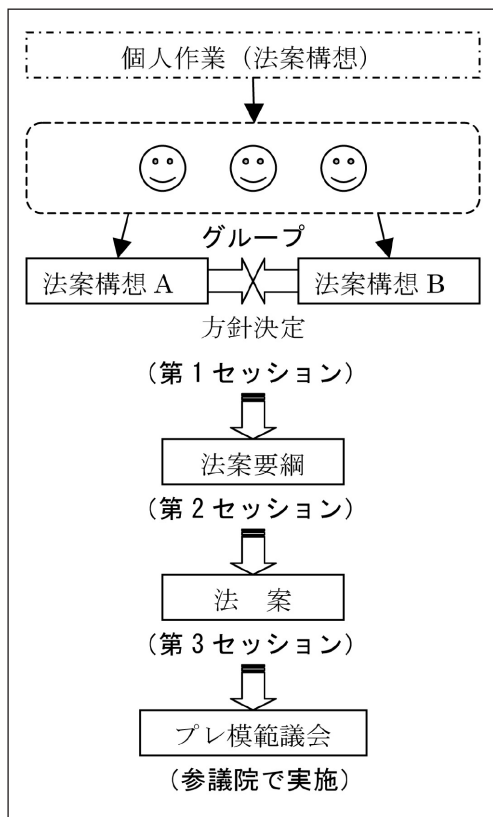 個人作業（法案構想）
グループ
法案構想 A
法案構想 B
方針決定
（第１セッション）
法案要綱
（第２セッション）
法　案
（第３セッション）
プレ模範議会
（参議院で実施）